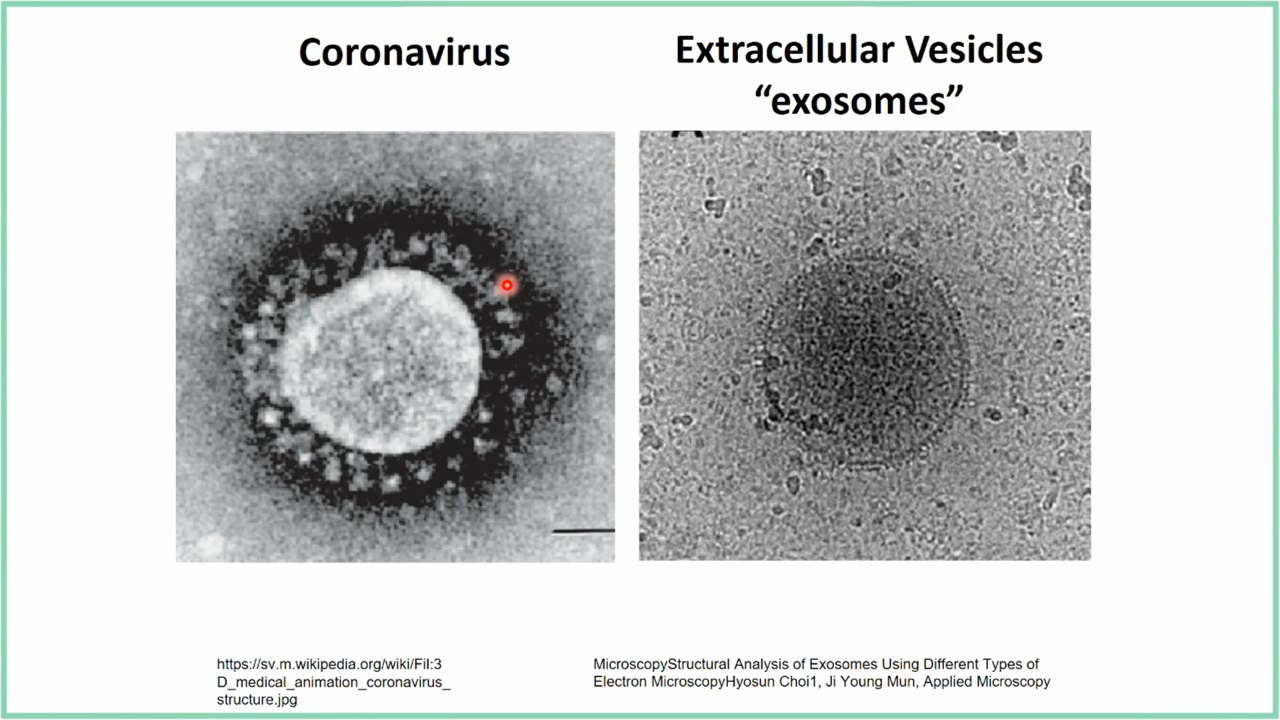 Coronavirus
Extracellular Vesicles
“exosomes”
https://sv.m.wikipedia.org/wiki/Fil:3
D_medical_animation_coronavirus_
structure.jpg
MicroscopyStructural Analysis of Exosomes Using Different Types of
Electron MicroscopyHyosun Choi1, Ji Young Mun, Applied Microscopy